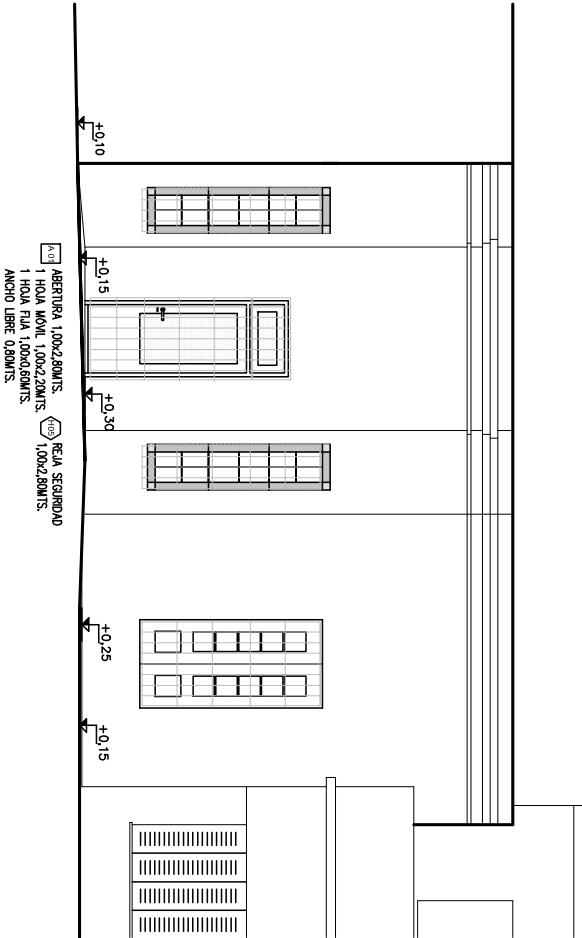 +0,10
+0,15
+0,30
+0,25
+0,15
A 01
ABERTURA 1,00x2,80MTS.
1 HOJA MÓVIL 1,00x2,20MTS.
1 HOJA FIJA 1,00x0,60MTS.
ANCHO LIBRE 0,80MTS.
H05
REJA SEGURIDAD
1,00x2,80MTS.